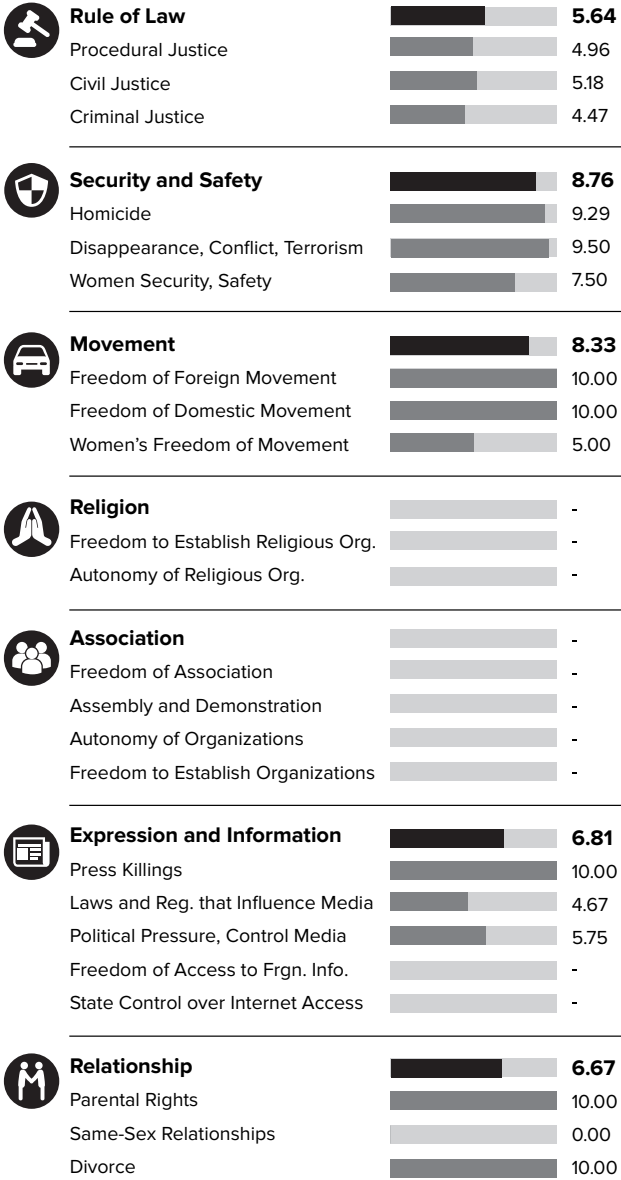 Rule of Law 5.64
Procedural Justice 4.96
Civil Justice 5.18
Criminal Justice 4.47
Security and Safety 8.76
Homicide 9.29
Disappearance, Conflict, Terrorism 9.50
Women Security, Safety 7.50
Movement 8.33
Freedom of Foreign Movement 10.00
Freedom of Domestic Movement 10.00
Women’s Freedom of Movement 5.00
Religion -
Freedom to Establish Religious Org. -
Autonomy of Religious Org. -
Association -
Freedom of Association -
Assembly and Demonstration -
Autonomy of Organizations -
Freedom to Establish Organizations -
Expression and Information 6.81
Press Killings 10.00
Laws and Reg. that Influence Media 4.67
Political Pressure, Control Media 5.75
Freedom of Access to Frgn. Info. -
State Control over Internet Access -
Relationship 6.67
Parental Rights 10.00
Same-Sex Relationships 0.00
Divorce 10.00